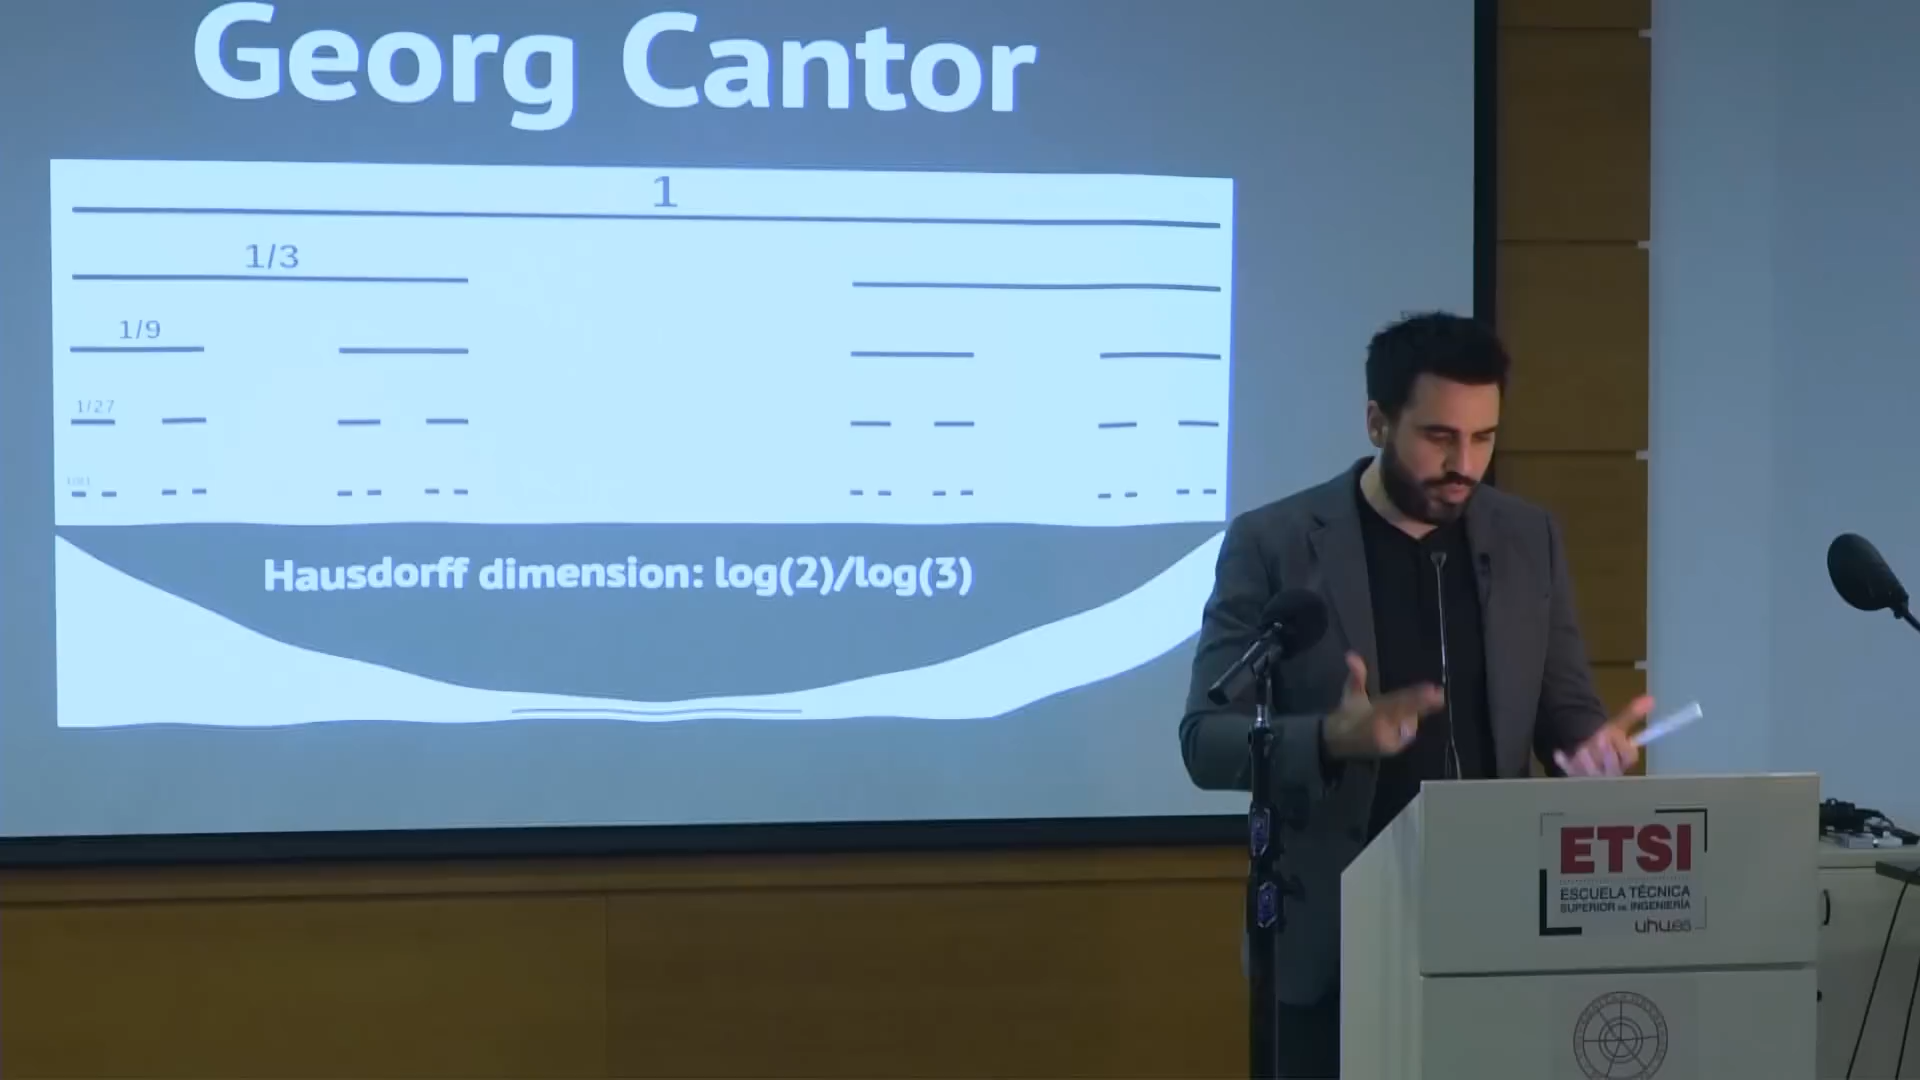 Georg Cantor
1
1/3
1/9
1/27
Hausdorff dimension: log(2)/log(3)
ETSI
ESCUELA TÉCNICA
SUPERIOR DE INGENIERÍA
uhu.es